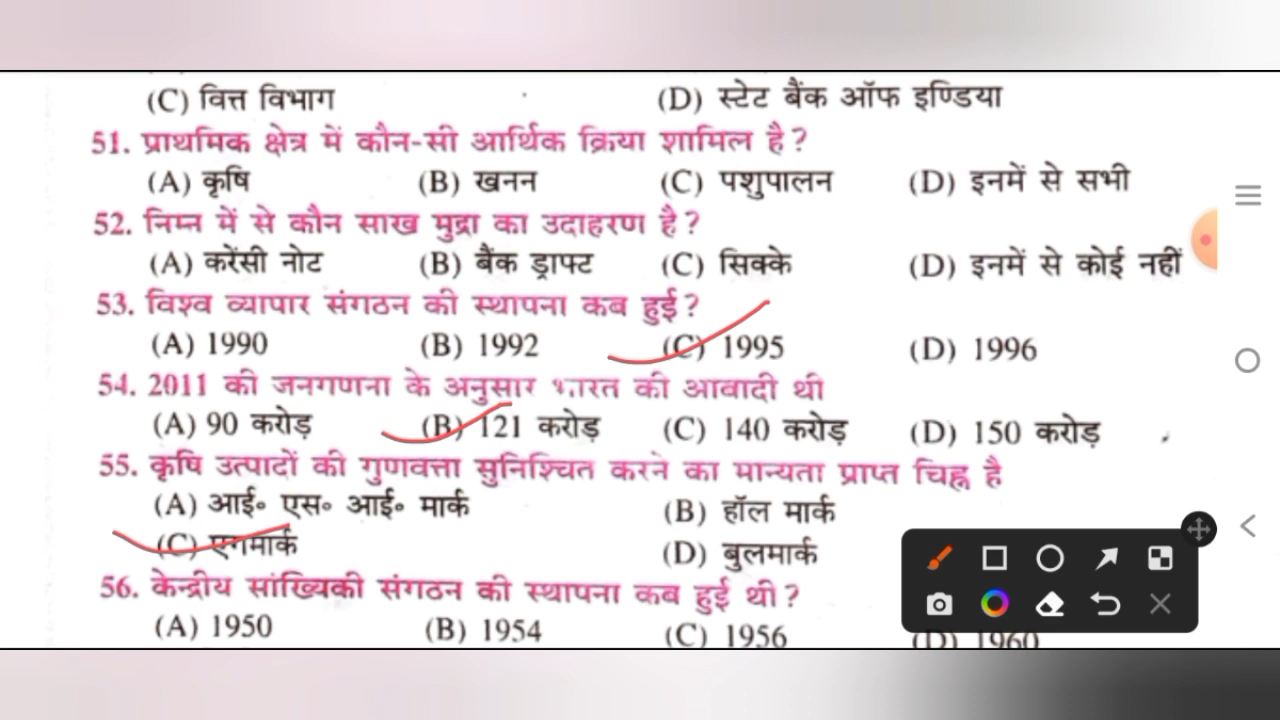 (C) वित्त विभाग (D) स्टेट बैंक ऑफ इण्डिया
51. प्राथमिक क्षेत्र में कौन-सी आर्थिक क्रिया शामिल है?
(A) कृषि (B) खनन (C) पशुपालन (D) इनमें से सभी
52. निम्न में से कौन साख मुद्रा का उदाहरण है?
(A) करेंसी नोट (B) बैंक ड्राफ्ट (C) सिक्के (D) इनमें से कोई नहीं
53. विश्व व्यापार संगठन की स्थापना कब हुई?
(A) 1990 (B) 1992 (C) 1995 (D) 1996
54. 2011 की जनगणना के अनुसार भारत की आबादी थी
(A) 90 करोड़ (B) 121 करोड़ (C) 140 करोड़ (D) 150 करोड़
55. कृषि उत्पादों की गुणवत्ता सुनिश्चित करने का मान्यता प्राप्त चिह्न है
(A) आई॰ एस॰ आई॰ मार्क (B) हॉल मार्क
(C) एगमार्क (D) बुलमार्क
56. केन्द्रीय सांख्यिकी संगठन की स्थापना कब हुई थी?
(A) 1950 (B) 1954 (C) 1956 (D) 1960